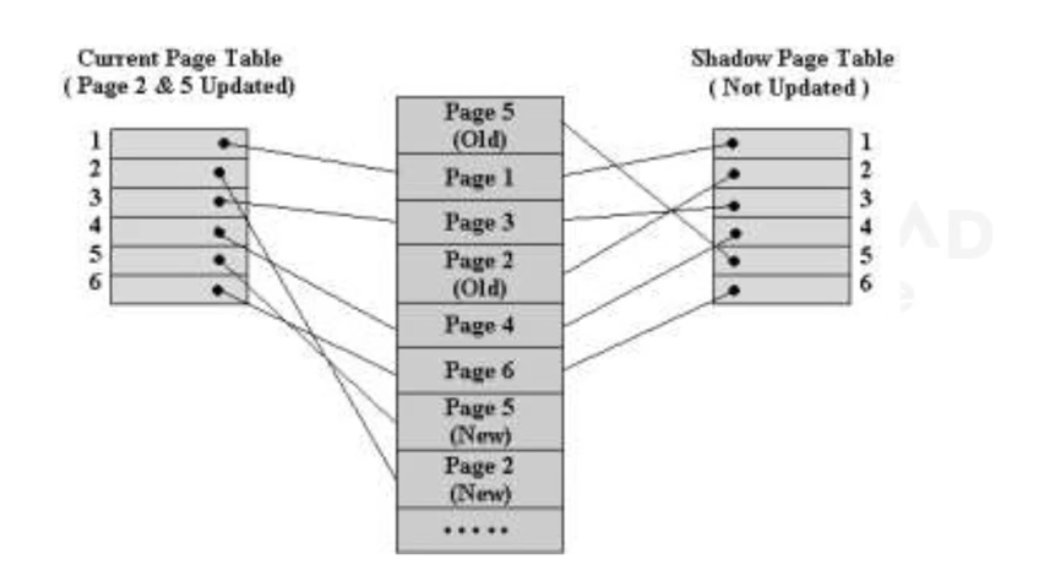 Current Page Table
( Page 2 & 5 Updated)
1
2
3
4
5
6
Page 5
(Old)
Page 1
Page 3
Page 2
(Old)
Page 4
Page 6
Page 5
(New)
Page 2
(New)
.....
Shadow Page Table
( Not Updated )
1
2
3
4
5
6